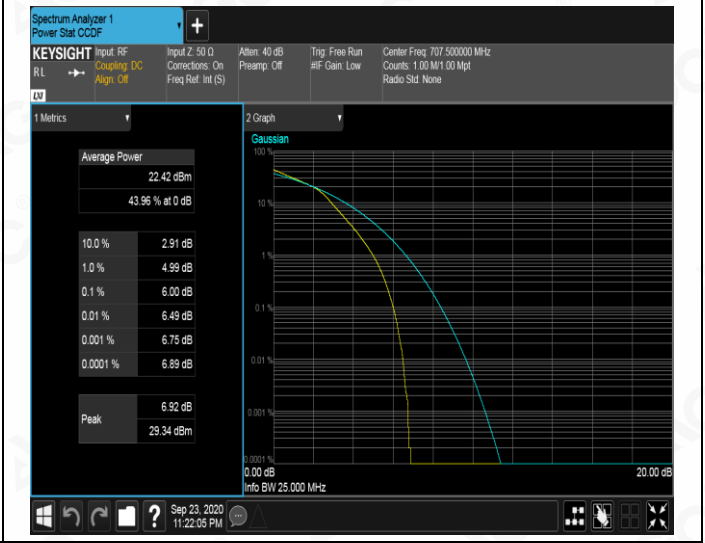 Spectrum Analyzer 1
Power Stat CCDF
+
KEYSIGHT
RL
LXI
Input: RF
Coupling: DC
Align: Off
Input Z: 50 Ω
Corrections: On
Freq Ref: Int (S)
Atten: 40 dB
Preamp: Off
Trig: Free Run
#IF Gain: Low
Center Freq: 707.500000 MHz
Counts: 1.00 M/1.00 Mpt
Radio Std: None
1 Metrics
Average Power
22.42 dBm
43.96 % at 0 dB
10.0 % 2.91 dB
1.0 % 4.99 dB
0.1 % 6.00 dB
0.01 % 6.49 dB
0.001 % 6.75 dB
0.0001 % 6.89 dB
Peak
6.92 dB
29.34 dBm
2 Graph
Gaussian
100 %
10 %
1 %
0.1 %
0.01 %
0.001 %
0.0001 %
0.00 dB 20.00 dB
Info BW 25.000 MHz
?
Sep 23, 2020
11:22:05 PM